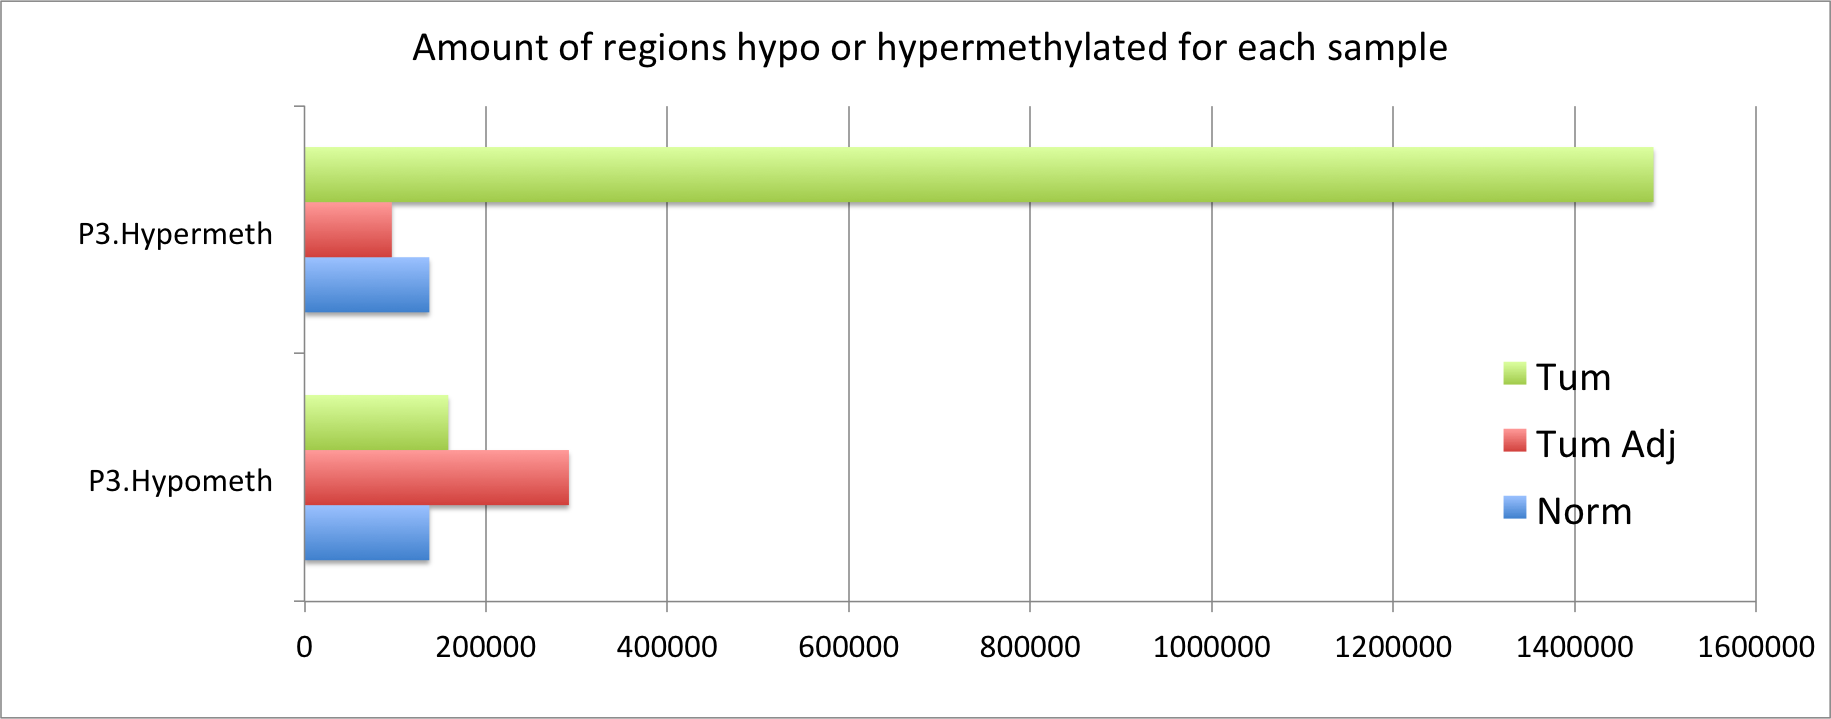 Amount of regions hypo or hypermethylated for each sample
P3.Hypermeth
P3.Hypometh
Tum
Tum Adj
Norm
0 200000 400000 600000 800000 1000000 1200000 1400000 1600000